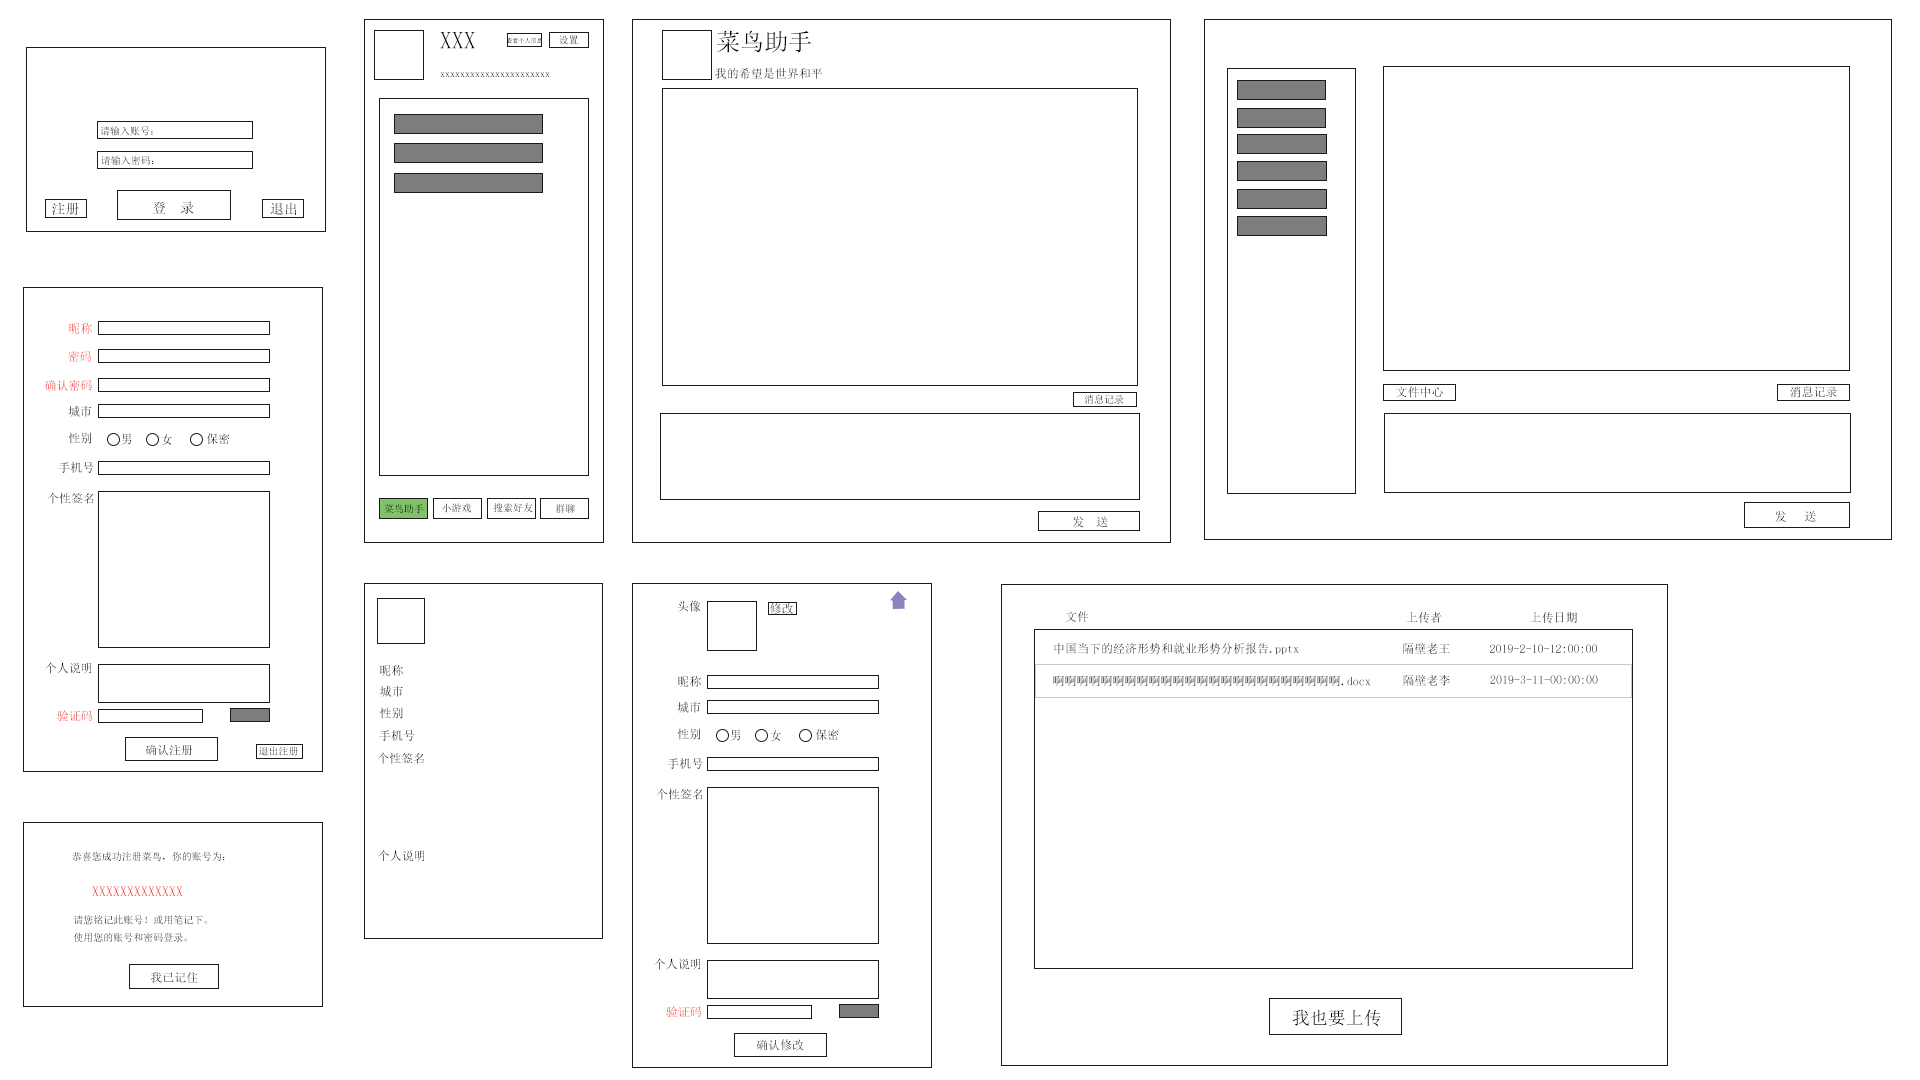 请输入账号:
请输入密码:
注册
登 录
退出
昵称
密码
确认密码
城市
性别
男
女
保密
手机号
个性签名
个人说明
验证码
确认注册
退出注册
恭喜您成功注册菜鸟, 你的账号为:
XXXXXXXXXXXXX
请您铭记此账号! 或用笔记下。
使用您的账号和密码登录。
我已记住
XXX
查看个人信息
设置
xxxxxxxxxxxxxxxxxxxxxx
菜鸟助手
小游戏
搜索好友
群聊
昵称
城市
性别
手机号
个性签名
个人说明
菜鸟助手
我的希望是世界和平
消息记录
发 送
头像
修改
昵称
城市
性别
男
女
保密
手机号
个性签名
个人说明
验证码
确认修改
文件中心
消息记录
发 送
文件 上传者 上传日期
中国当下的经济形势和就业形势分析报告.pptx 隔壁老王 2019-2-10-12:00:00
啊啊啊啊啊啊啊啊啊啊啊啊啊啊啊啊啊啊啊啊啊啊啊啊.docx 隔壁老李 2019-3-11-00:00:00
我也要上传